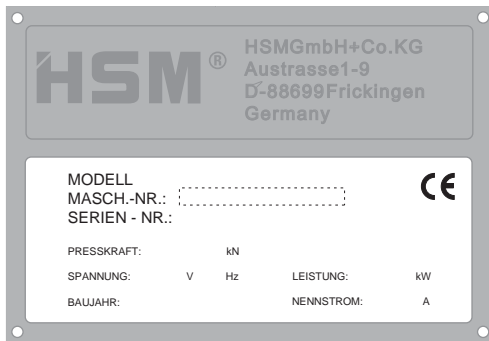 HSM®
HSMGmbH+Co.KG
Austrasse1-9
D-88699Frickingen
Germany
MODELL
MASCH.-NR.:
SERIEN - NR.:
CE
PRESSKRAFT: kN
SPANNUNG: V Hz LEISTUNG: kW
BAUJAHR: NENNSTROM: A